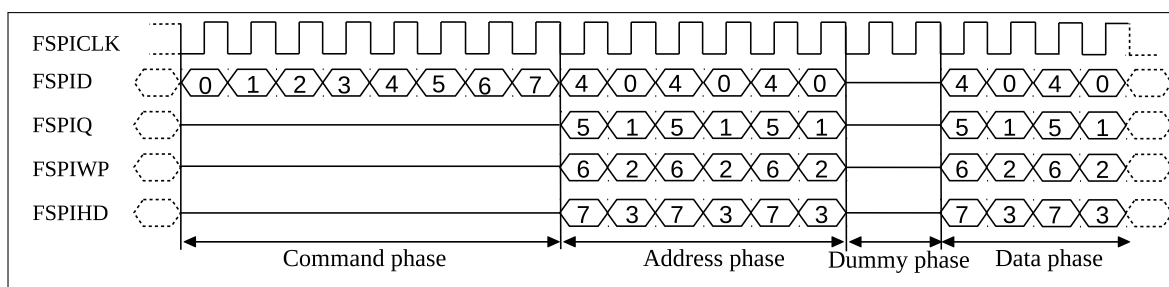 FSPICLK
FSPID 0 1 2 3 4 5 6 7 4 0 4 0 4 0 4 0 4 0
FSPIQ 5 1 5 1 5 1 5 1 5 1
FSPIWP 6 2 6 2 6 2 6 2 6 2
FSPIHD 7 3 7 3 7 3 7 3 7 3
Command phase Address phase Dummy phase Data phase